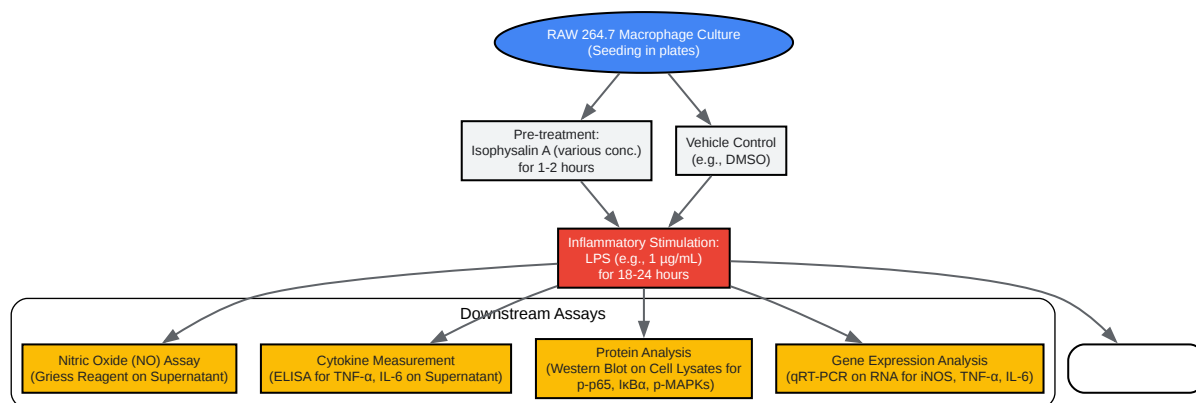 RAW 264.7 Macrophage Culture
(Seeding in plates)
Pre-treatment:
Isophysalin A (various conc.)
for 1-2 hours
Vehicle Control
(e.g., DMSO)
Inflammatory Stimulation:
LPS (e.g., 1 µg/mL)
for 18-24 hours
Downstream Assays
Nitric Oxide (NO) Assay
(Griess Reagent on Supernatant)
Cytokine Measurement
(ELISA for TNF-α, IL-6 on Supernatant)
Protein Analysis
(Western Blot on Cell Lysates for
p-p65, IκBα, p-MAPKs)
Gene Expression Analysis
(qRT-PCR on RNA for iNOS, TNF-α, IL-6)